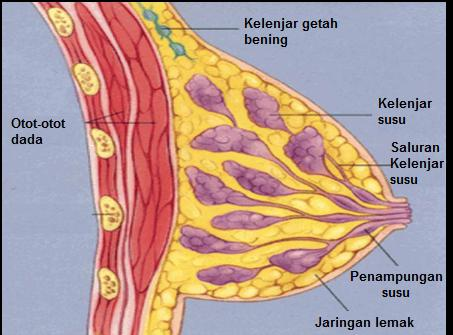 Kelenjar getah
bening
Kelenjar
susu
Otot-otot
dada
Saluran
Kelenjar
susu
Penampungan
susu
Jaringan lemak